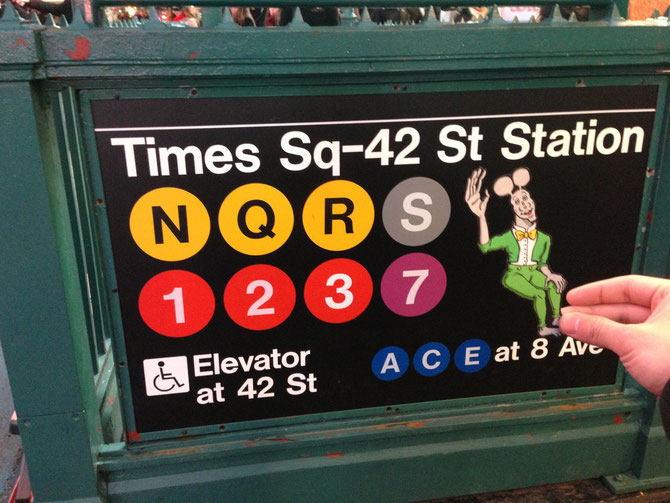 Times Sq-42 St Station
N Q R S
1 2 3 7
Elevator
at 42 St
A C E at 8 Ave